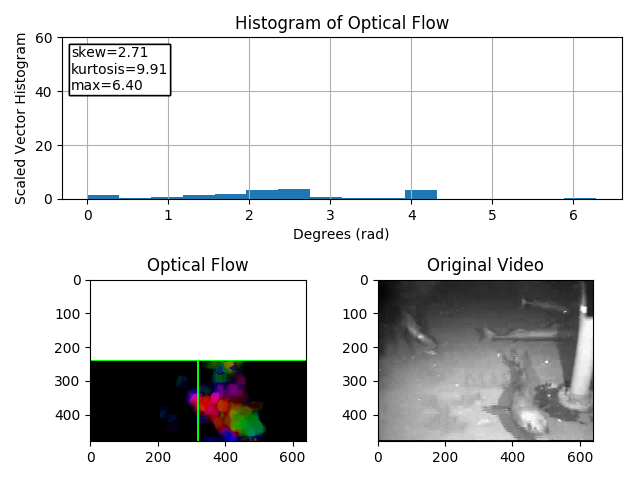 Histogram of Optical Flow
Scaled Vector Histogram
60
40
20
0
skew=2.71
kurtosis=9.91
max=6.40
0 1 2 3 4 5 6
Degrees (rad)
Optical Flow
0
100
200
300
400
0 200 400 600
Original Video
0
100
200
300
400
0 200 400 600